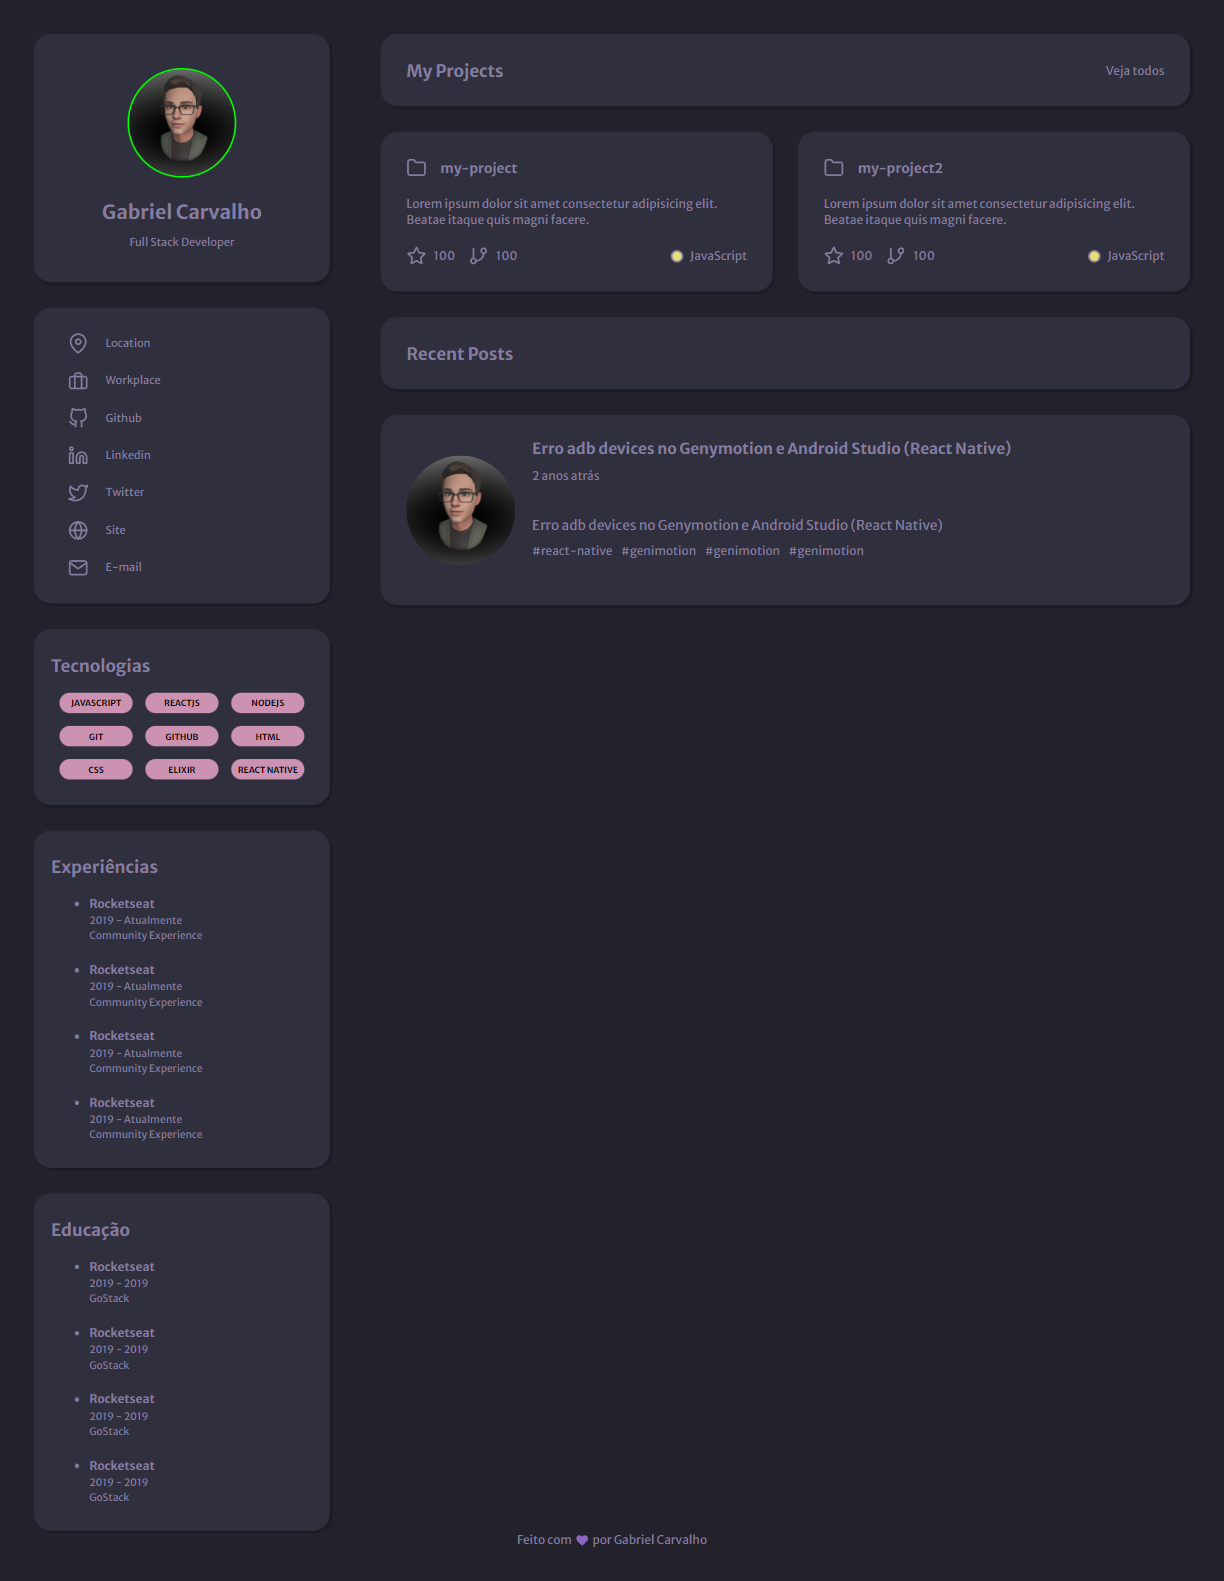 Gabriel Carvalho
Full Stack Developer
Location
Workplace
Github
Linkedin
Twitter
Site
E-mail
Tecnologias
JAVASCRIPT REACTJS NODEJS
GIT GITHUB HTML
CSS ELIXIR REACT NATIVE
Experiências
Rocketseat
2019 - Atualmente
Community Experience
Rocketseat
2019 - Atualmente
Community Experience
Rocketseat
2019 - Atualmente
Community Experience
Rocketseat
2019 - Atualmente
Community Experience
Educação
Rocketseat
2019 - 2019
GoStack
Rocketseat
2019 - 2019
GoStack
Rocketseat
2019 - 2019
GoStack
Rocketseat
2019 - 2019
GoStack
My Projects Veja todos
my-project
Lorem ipsum dolor sit amet consectetur adipisicing elit.
Beatae itaque quis magni facere.
100 100 JavaScript
my-project2
Lorem ipsum dolor sit amet consectetur adipisicing elit.
Beatae itaque quis magni facere.
100 100 JavaScript
Recent Posts
Erro adb devices no Genymotion e Android Studio (React Native)
2 anos atrás
Erro adb devices no Genymotion e Android Studio (React Native)
#react-native #genimotion #genimotion #genimotion
Feito com 💜 por Gabriel Carvalho